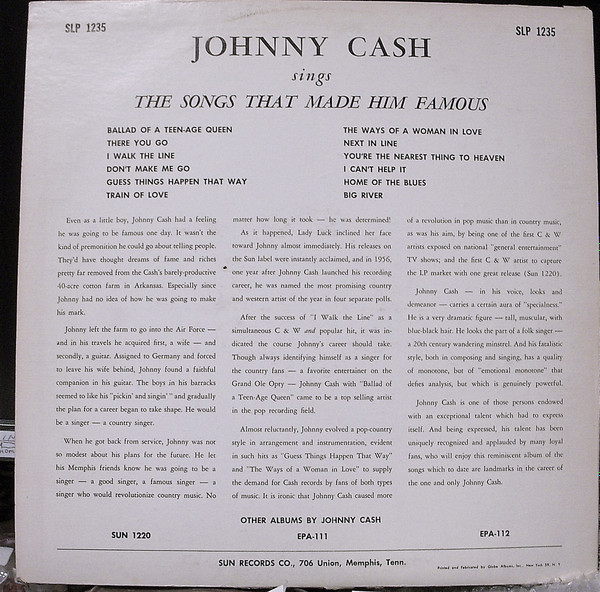 SLP 1235
SLP 1235
JOHNNY CASH
sings
THE SONGS THAT MADE HIM FAMOUS
BALLAD OF A TEEN-AGE QUEEN
THERE YOU GO
I WALK THE LINE
DON'T MAKE ME GO
GUESS THINGS HAPPEN THAT WAY
TRAIN OF LOVE
THE WAYS OF A WOMAN IN LOVE
NEXT IN LINE
YOU'RE THE NEAREST THING TO HEAVEN
I CAN'T HELP IT
HOME OF THE BLUES
BIG RIVER
Even as a little boy, Johnny Cash had a feeling
he was going to be famous one day. It wasn't the
kind of premonition he could go about telling people.
They'd have thought dreams of fame and riches
pretty far removed from the Cash's barely-productive
40-acre cotton farm in Arkansas. Especially since
Johnny had no idea of how he was going to make
his mark.
Johnny left the farm to go into the Air Force —
and in his travels he acquired first, a wife — and
secondly, a guitar. Assigned to Germany and forced
to leave his wife behind, Johnny found a faithful
companion in his guitar. The boys in his barracks
seemed to like his "pickin' and singin' " and gradually
the plan for a career began to take shape. He would
be a singer — a country singer.
When he got back from service, Johnny was not
so modest about his plans for the future. He let
his Memphis friends know he was going to be a
singer — a good singer, a famous singer — a
singer who would revolutionize country music. No
matter how long it took — he was determined!
As it happened, Lady Luck inclined her face
toward Johnny almost immediately. His releases on
the Sun label were instantly acclaimed, and in 1956,
one year after Johnny Cash launched his recording
career, he was named the most promising country
and western artist of the year in four separate polls.
After the success of "I Walk the Line" as a
simultaneous C & W and popular hit, it was in-
dicated the course Johnny's career should take.
Though always identifying himself as a singer for
the country fans — a favorite entertainer on the
Grand Ole Opry — Johnny Cash with "Ballad of
a Teen-Age Queen" came to be a top selling artist
in the pop recording field.
Almost reluctantly, Johnny evolved a pop-country
style in arrangement and instrumentation, evident
in such hits as "Guess Things Happen That Way"
and "The Ways of a Woman in Love" to supply
the demand for Cash records by fans of both types
of music. It is ironic that Johnny Cash caused more
of a revolution in pop music than in country music,
as was his aim, by being one of the first C & W
artists exposed on national "general entertainment"
TV shows; and the first C & W artist to capture
the LP market with one great release (Sun 1220).
Johnny Cash — in his voice, looks and
demeanor — carries a certain aura of "specialness."
He is a very dramatic figure — tall, muscular, with
blue-black hair. He looks the part of a folk singer —
a 20th century wandering minstrel. And his fatalistic
style, both in composing and singing, has a quality
of monotone, but of "emotional monotone" that
defies analysis, but which is genuinely powerful.
Johnny Cash is one of those persons endowed
with an exceptional talent which had to express
itself. And being expressed, his talent has been
uniquely recognized and applauded by many loyal
fans, who will enjoy this reminiscent album of the
songs which to date are landmarks in the career of
the one and only Johnny Cash.
OTHER ALBUMS BY JOHNNY CASH
SUN 1220
EPA-111
EPA-112
SUN RECORDS CO., 706 Union, Memphis, Tenn.
Printed and Fabricated by Globe Albums, Inc., New York